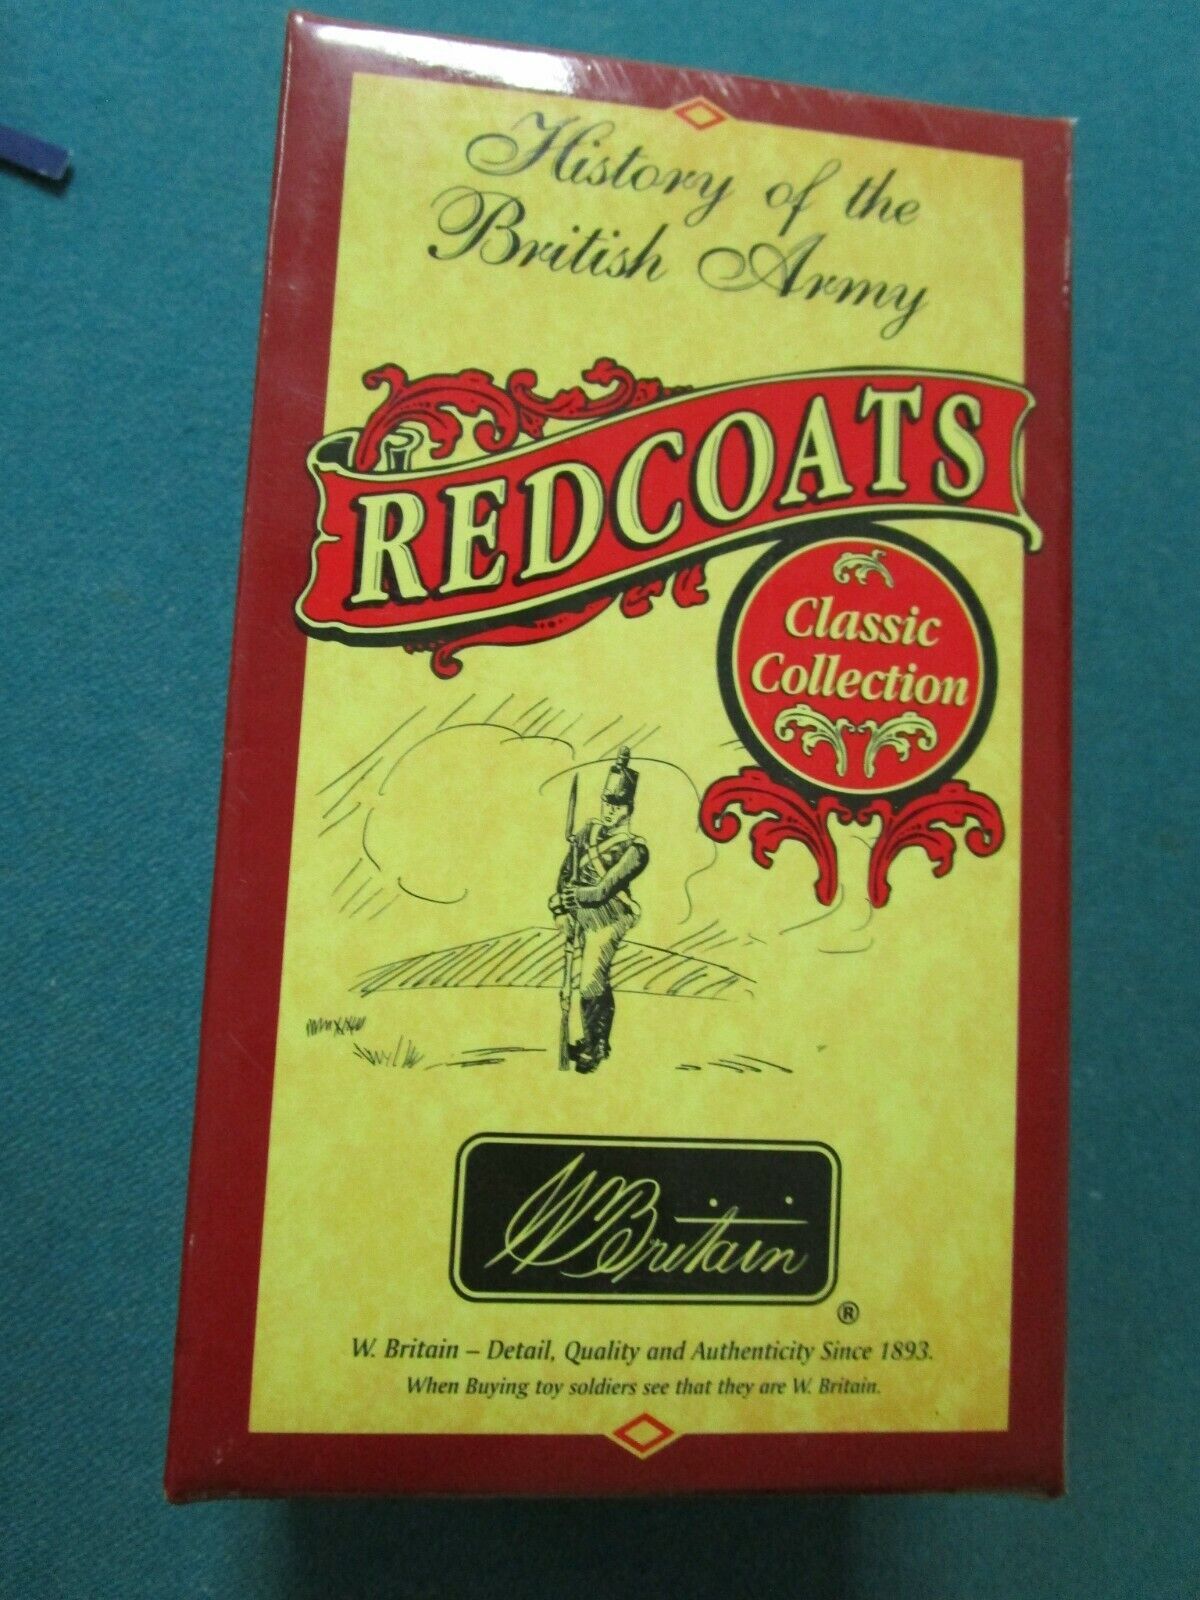 History of the
British Army
REDCOATS
Classic
Collection
W Britain
®
W. Britain – Detail, Quality and Authenticity Since 1893.
When Buying toy soldiers see that they are W. Britain.